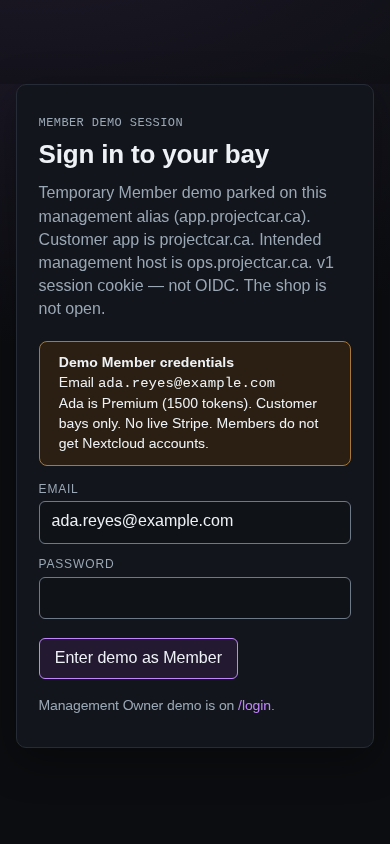 MEMBER DEMO SESSION
Sign in to your bay
Temporary Member demo parked on this
management alias (app.projectcar.ca).
Customer app is projectcar.ca. Intended
management host is ops.projectcar.ca. v1
session cookie — not OIDC. The shop is
not open.
Demo Member credentials
Email ada.reyes@example.com
Ada is Premium (1500 tokens). Customer
bays only. No live Stripe. Members do not
get Nextcloud accounts.
EMAIL
ada.reyes@example.com
PASSWORD
Enter demo as Member
Management Owner demo is on /login.